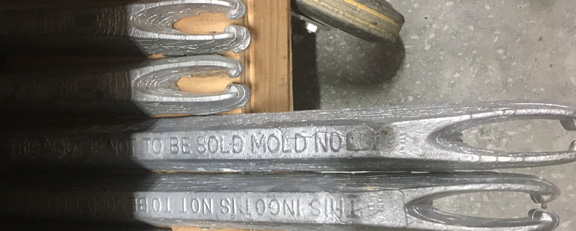 THIS INGOT IS NOT TO BE SOLD MOLD NO
THIS INGOT IS NOT TO BE